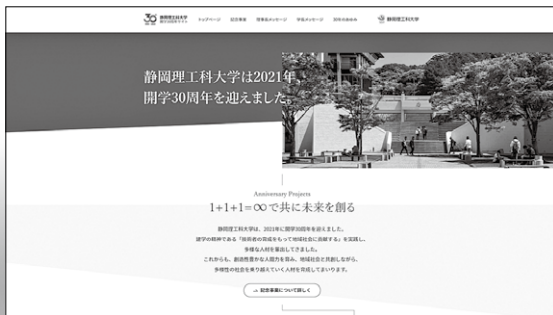 30
静岡理工科大学
開学30周年サイト
トップページ 記念事業 理事長メッセージ 学長メッセージ 30年のあゆみ
静岡理工科大学
静岡理工科大学は2021年、
開学30周年を迎えました。
Anniversary Projects
1+1+1=∞で共に未来を創る
静岡理工科大学は、2021年に開学30周年を迎えました。
建学の精神である「技術者の育成をもって地域社会に貢献する」を実践し、
多様な人材を輩出してきました。
これからも、創造性豊かな人間力を育み、地域社会と共創しながら、
多様性の社会を乗り越えていく人材を育成してまいります。
→ 記念事業について詳しく